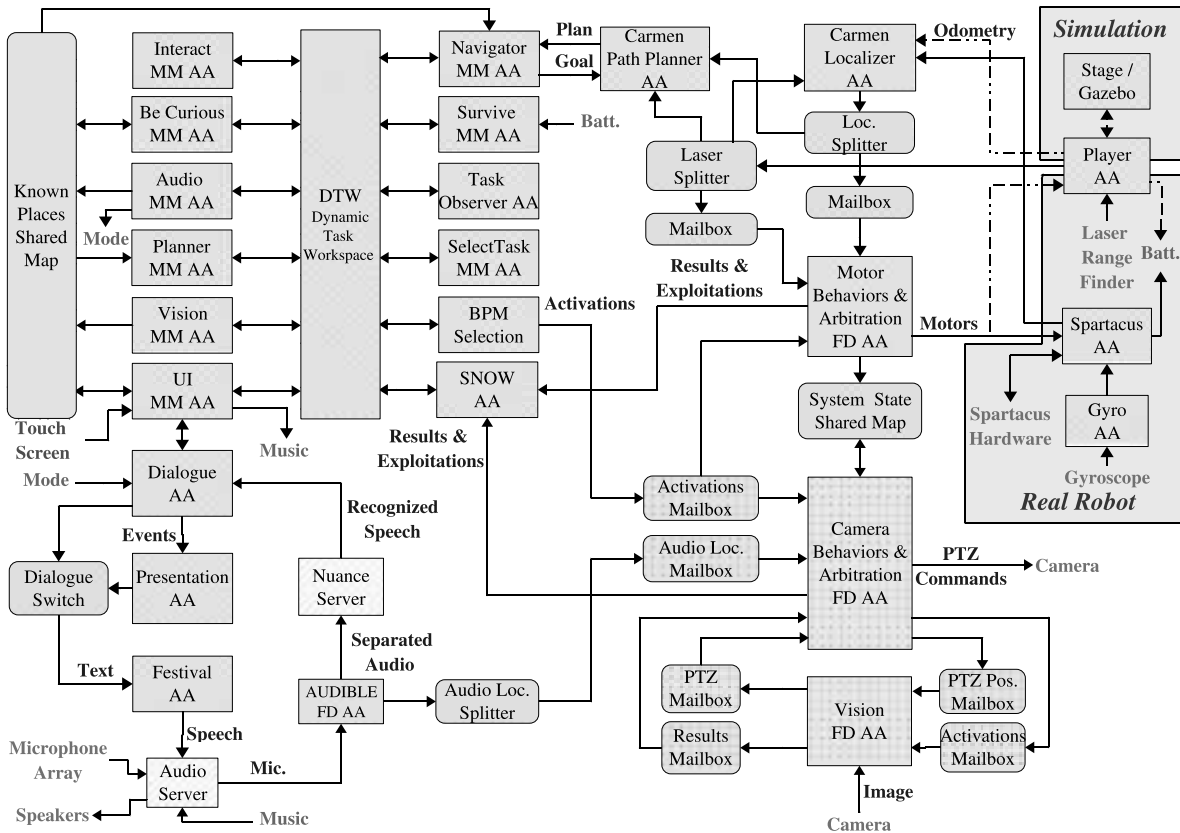 Known
Places
Shared
Map
Interact
MM AA
Be Curious
MM AA
Audio
MM AA
Mode
Planner
MM AA
Vision
MM AA
UI
MM AA
Touch
Screen
Music
DTW
Dynamic
Task
Workspace
Navigator
MM AA
Survive
MM AA
Batt.
Task
Observer AA
SelectTask
MM AA
BPM
Selection
Activations
SNOW
AA
Results &
Exploitations
Plan
Goal
Carmen
Path Planner
AA
Carmen
Localizer
AA
Odometry
Loc.
Splitter
Laser
Splitter
Mailbox
Mailbox
Results &
Exploitations
Motor
Behaviors &
Arbitration
FD AA
Motors
System State
Shared Map
Simulation
Stage /
Gazebo
Player
AA
Laser
Range
Finder
Batt.
Spartacus
AA
Spartacus
Hardware
Gyro
AA
Gyroscope
Real Robot
Mode
Dialogue
AA
Events
Recognized
Speech
Dialogue
Switch
Presentation
AA
Nuance
Server
Separated
Audio
Text
Festival
AA
AUDIBLE
FD AA
Audio Loc.
Splitter
Speech
Microphone
Array
Audio
Server
Mic.
Speakers
Music
Activations
Mailbox
Audio Loc.
Mailbox
Camera
Behaviors &
Arbitration
FD AA
PTZ
Commands
Camera
PTZ
Mailbox
Results
Mailbox
Vision
FD AA
PTZ Pos.
Mailbox
Activations
Mailbox
Image
Camera